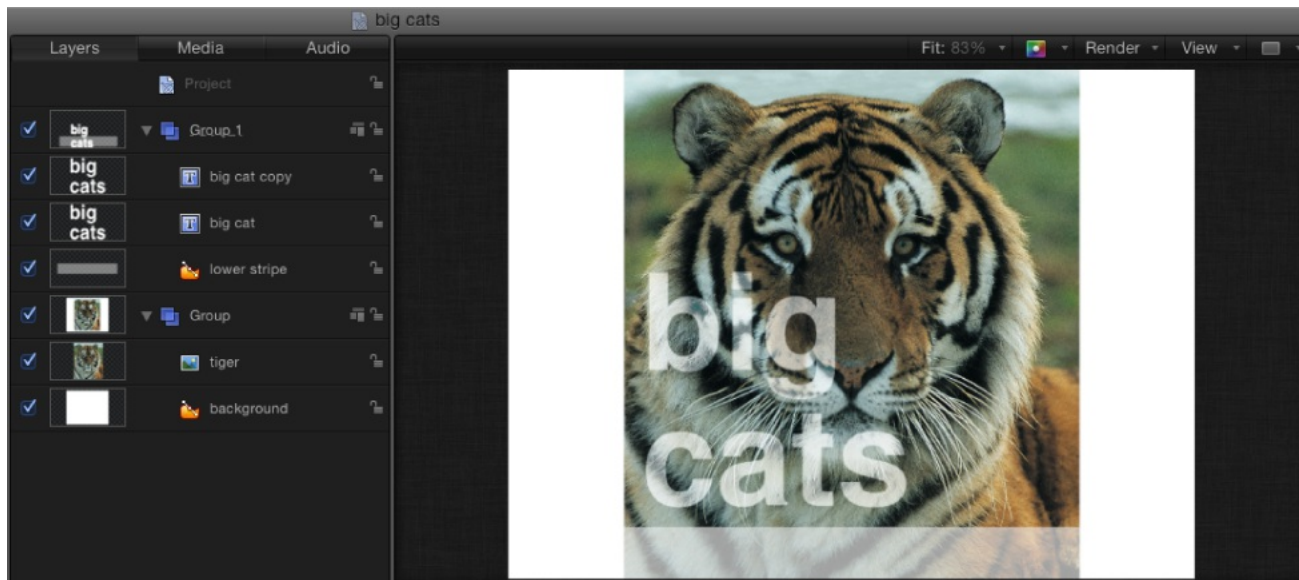 big cats
Layers Media Audio Fit: 83% Render View
Project
big
cats
Group_1
big
cats
big cat copy
big
cats
big cat
lower stripe
Group
tiger
background
big
cats